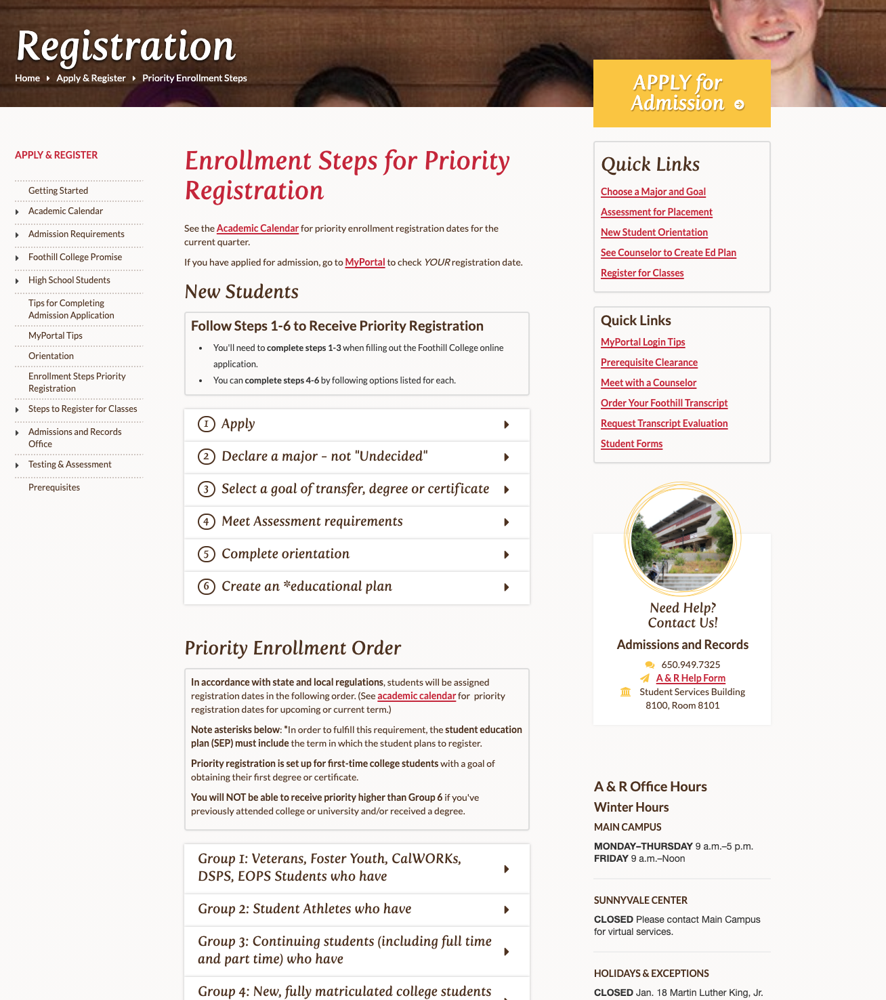 Registration
Home
Apply & Register
Priority Enrollment Steps
APPLY for
Admission
APPLY & REGISTER
Getting Started
Academic Calendar
Admission Requirements
Foothill College Promise
High School Students
Tips for Completing
Admission Application
MyPortal Tips
Orientation
Enrollment Steps Priority
Registration
Steps to Register for Classes
Admissions and Records
Office
Testing & Assessment
Prerequisites
Enrollment Steps for Priority
Registration
See the Academic Calendar for priority enrollment registration dates for the
current quarter.
If you have applied for admission, go to MyPortal to check YOUR registration date.
New Students
Follow Steps 1-6 to Receive Priority Registration
• You'll need to complete steps 1-3 when filling out the Foothill College online
application.
• You can complete steps 4-6 by following options listed for each.
1 Apply
2 Declare a major - not "Undecided"
3 Select a goal of transfer, degree or certificate
4 Meet Assessment requirements
5 Complete orientation
6 Create an *educational plan
Priority Enrollment Order
In accordance with state and local regulations, students will be assigned
registration dates in the following order. (See academic calendar for priority
registration dates for upcoming or current term.)
Note asterisks below: *In order to fulfill this requirement, the student education
plan (SEP) must include the term in which the student plans to register.
Priority registration is set up for first-time college students with a goal of
obtaining their first degree or certificate.
You will NOT be able to receive priority higher than Group 6 if you've
previously attended college or university and/or received a degree.
Group 1: Veterans, Foster Youth, CalWORKs,
DSPS, EOPS Students who have
Group 2: Student Athletes who have
Group 3: Continuing students (including full time
and part time) who have
Group 4: New, fully matriculated college students
Quick Links
Choose a Major and Goal
Assessment for Placement
New Student Orientation
See Counselor to Create Ed Plan
Register for Classes
Quick Links
MyPortal Login Tips
Prerequisite Clearance
Meet with a Counselor
Order Your Foothill Transcript
Request Transcript Evaluation
Student Forms
Need Help?
Contact Us!
Admissions and Records
650.949.7325
A & R Help Form
Student Services Building
8100, Room 8101
A & R Office Hours
Winter Hours
MAIN CAMPUS
MONDAY–THURSDAY 9 a.m.–5 p.m.
FRIDAY 9 a.m.–Noon
SUNNYVALE CENTER
CLOSED Please contact Main Campus
for virtual services.
HOLIDAYS & EXCEPTIONS
CLOSED Jan. 18 Martin Luther King, Jr.